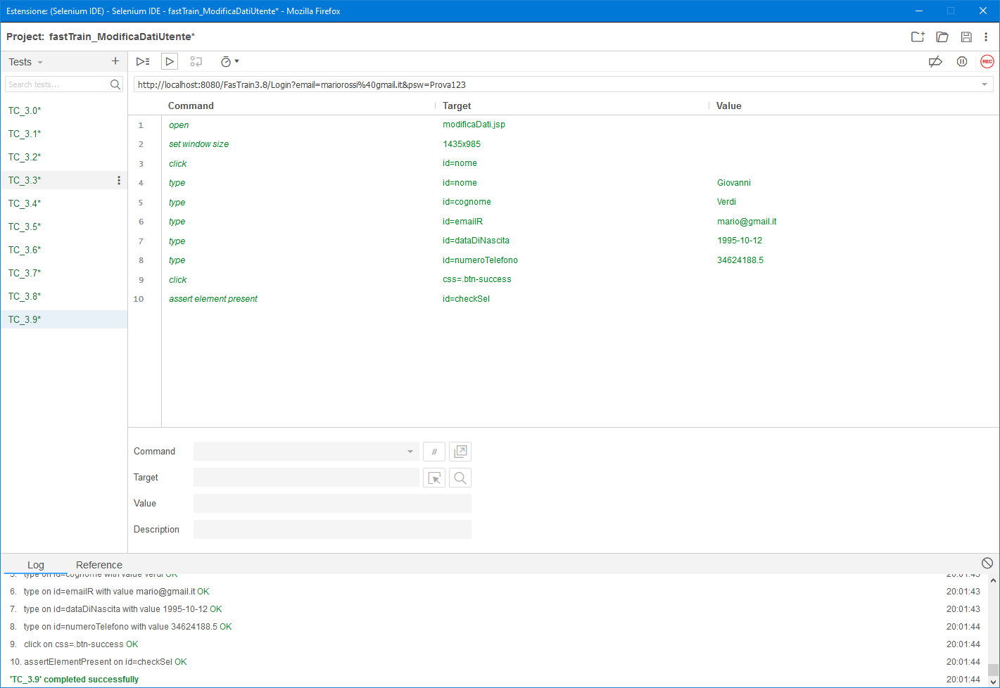 Estensione: (Selenium IDE) - Selenium IDE - fastTrain_ModificaDatiUtente* - Mozilla Firefox
Project: fastTrain_ModificaDatiUtente*
Tests
Search tests...
TC_3.0*
TC_3.1*
TC_3.2*
TC_3.3*
TC_3.4*
TC_3.5*
TC_3.6*
TC_3.7*
TC_3.8*
TC_3.9*
REC
http://localhost:8080/FasTrain3.8/Login?email=mariorossi%40gmail.it&psw=Prova123
Command Target Value
1 open modificaDati.jsp
2 set window size 1435x985
3 click id=nome
4 type id=nome Giovanni
5 type id=cognome Verdi
6 type id=emailR mario@gmail.it
7 type id=dataDiNascita 1995-10-12
8 type id=numeroTelefono 34624188.5
9 click css=.btn-success
10 assert element present id=checkSel
Command //
Target
Value
Description
Log Reference
5. type on id=cognome with value Verdi OK 20:01:43
6. type on id=emailR with value mario@gmail.it OK 20:01:43
7. type on id=dataDiNascita with value 1995-10-12 OK 20:01:43
8. type on id=numeroTelefono with value 34624188.5 OK 20:01:44
9. click on css=.btn-success OK 20:01:44
10. assertElementPresent on id=checkSel OK 20:01:44
'TC_3.9' completed successfully 20:01:44